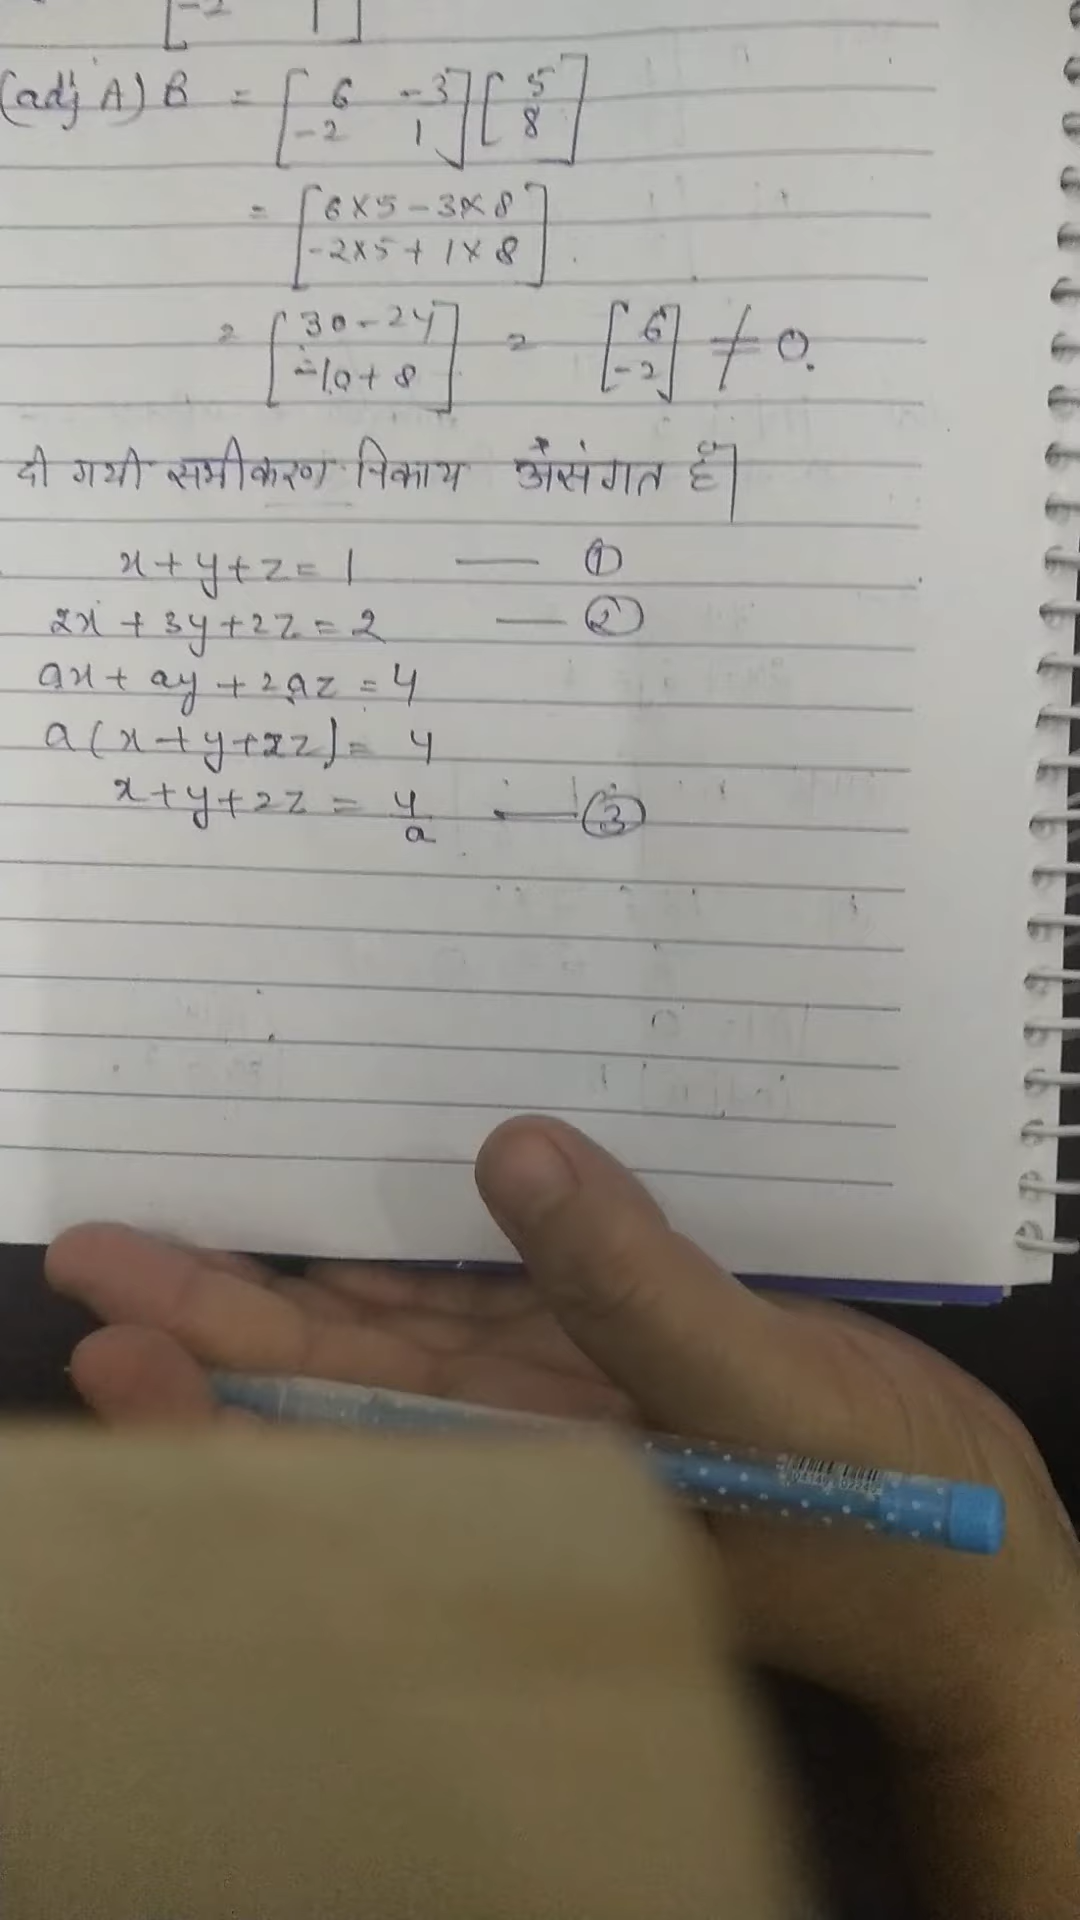 [-2 1]
(adj A) B = [6 -3 -2 1] [5 8]
= [6×5-3×8 -2×5+1×8]
= [30-24 -10+8] = [6 -2] ≠ 0.
दी गयी समीकरण निकाय असंगत है|
x+y+z=1 — ①
2x+3y+2z=2 — ②
ax+ay+2az=4
a(x+y+2z)=4
x+y+2z=4/a — ③